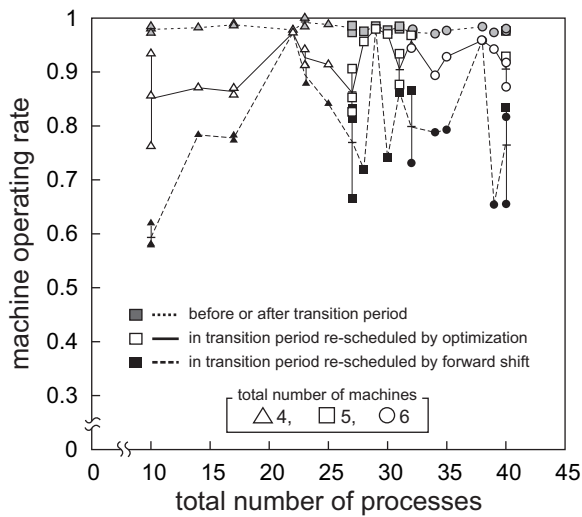 machine operating rate
1
0.9
0.8
0.7
0.6
0.5
0.4
0.3
0
before or after transition period
in transition period re-scheduled by optimization
in transition period re-scheduled by forward shift
total number of machines
4, 5, 6
0 10 15 20 25 30 35 40 45
total number of processes